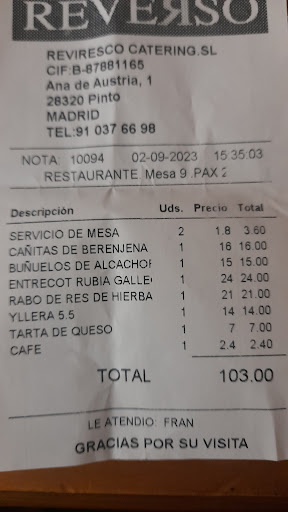 REVEЯSO
REVIRESCO CATERING.SL
CIF:B-87881165
Ana de Austria, 1
28320 Pinto
MADRID
TEL:91 037 66 98
NOTA: 10094 02-09-2023 15:35:03
RESTAURANTE. Mesa 9 .PAX 2
Descripción Uds. Precio Total
SERVICIO DE MESA 2 1.8 3.60
CAÑITAS DE BERENJENA 1 16 16.00
BUÑUELOS DE ALCACHOF 1 15 15.00
ENTRECOT RUBIA GALLEG 1 24 24.00
RABO DE RES DE HIERBA 1 21 21.00
YLLERA 5.5 1 14 14.00
TARTA DE QUESO 1 7 7.00
CAFE 1 2.4 2.40
TOTAL 103.00
LE ATENDIO: FRAN
GRACIAS POR SU VISITA